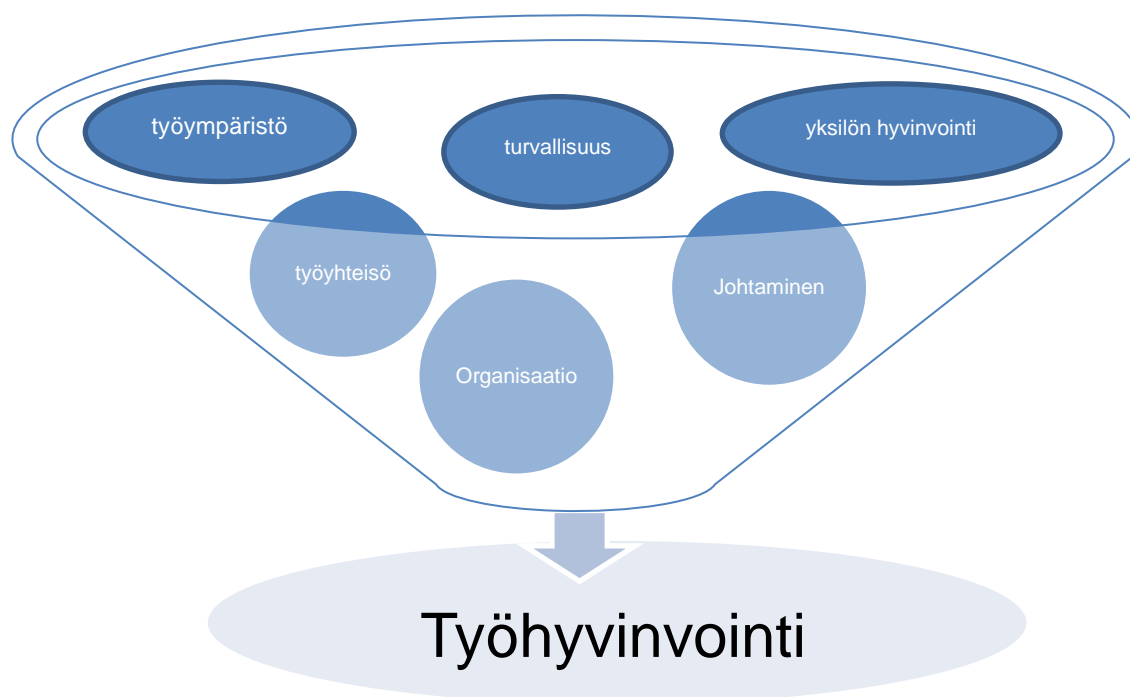 työympäristö
turvallisuus
yksilön hyvinvointi
työyhteisö
Johtaminen
Organisaatio
Työhyvinvointi